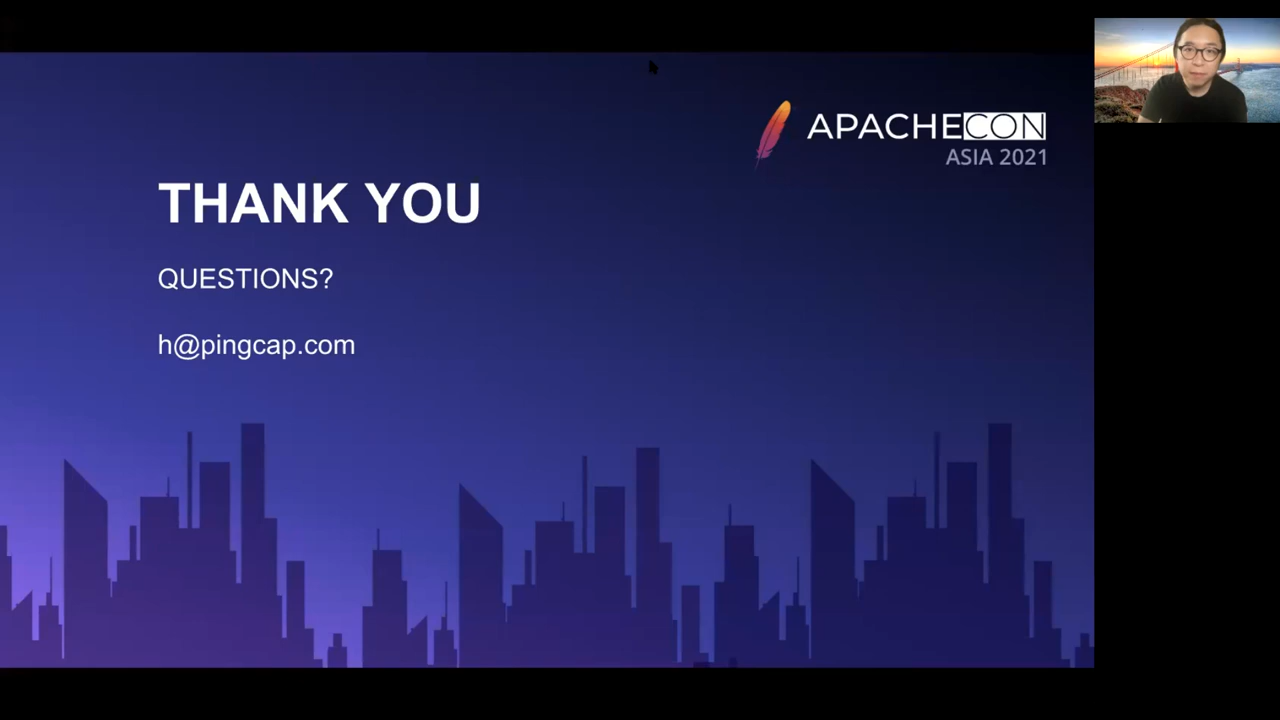 APACHECON
ASIA 2021
THANK YOU
QUESTIONS?
h@pingcap.com